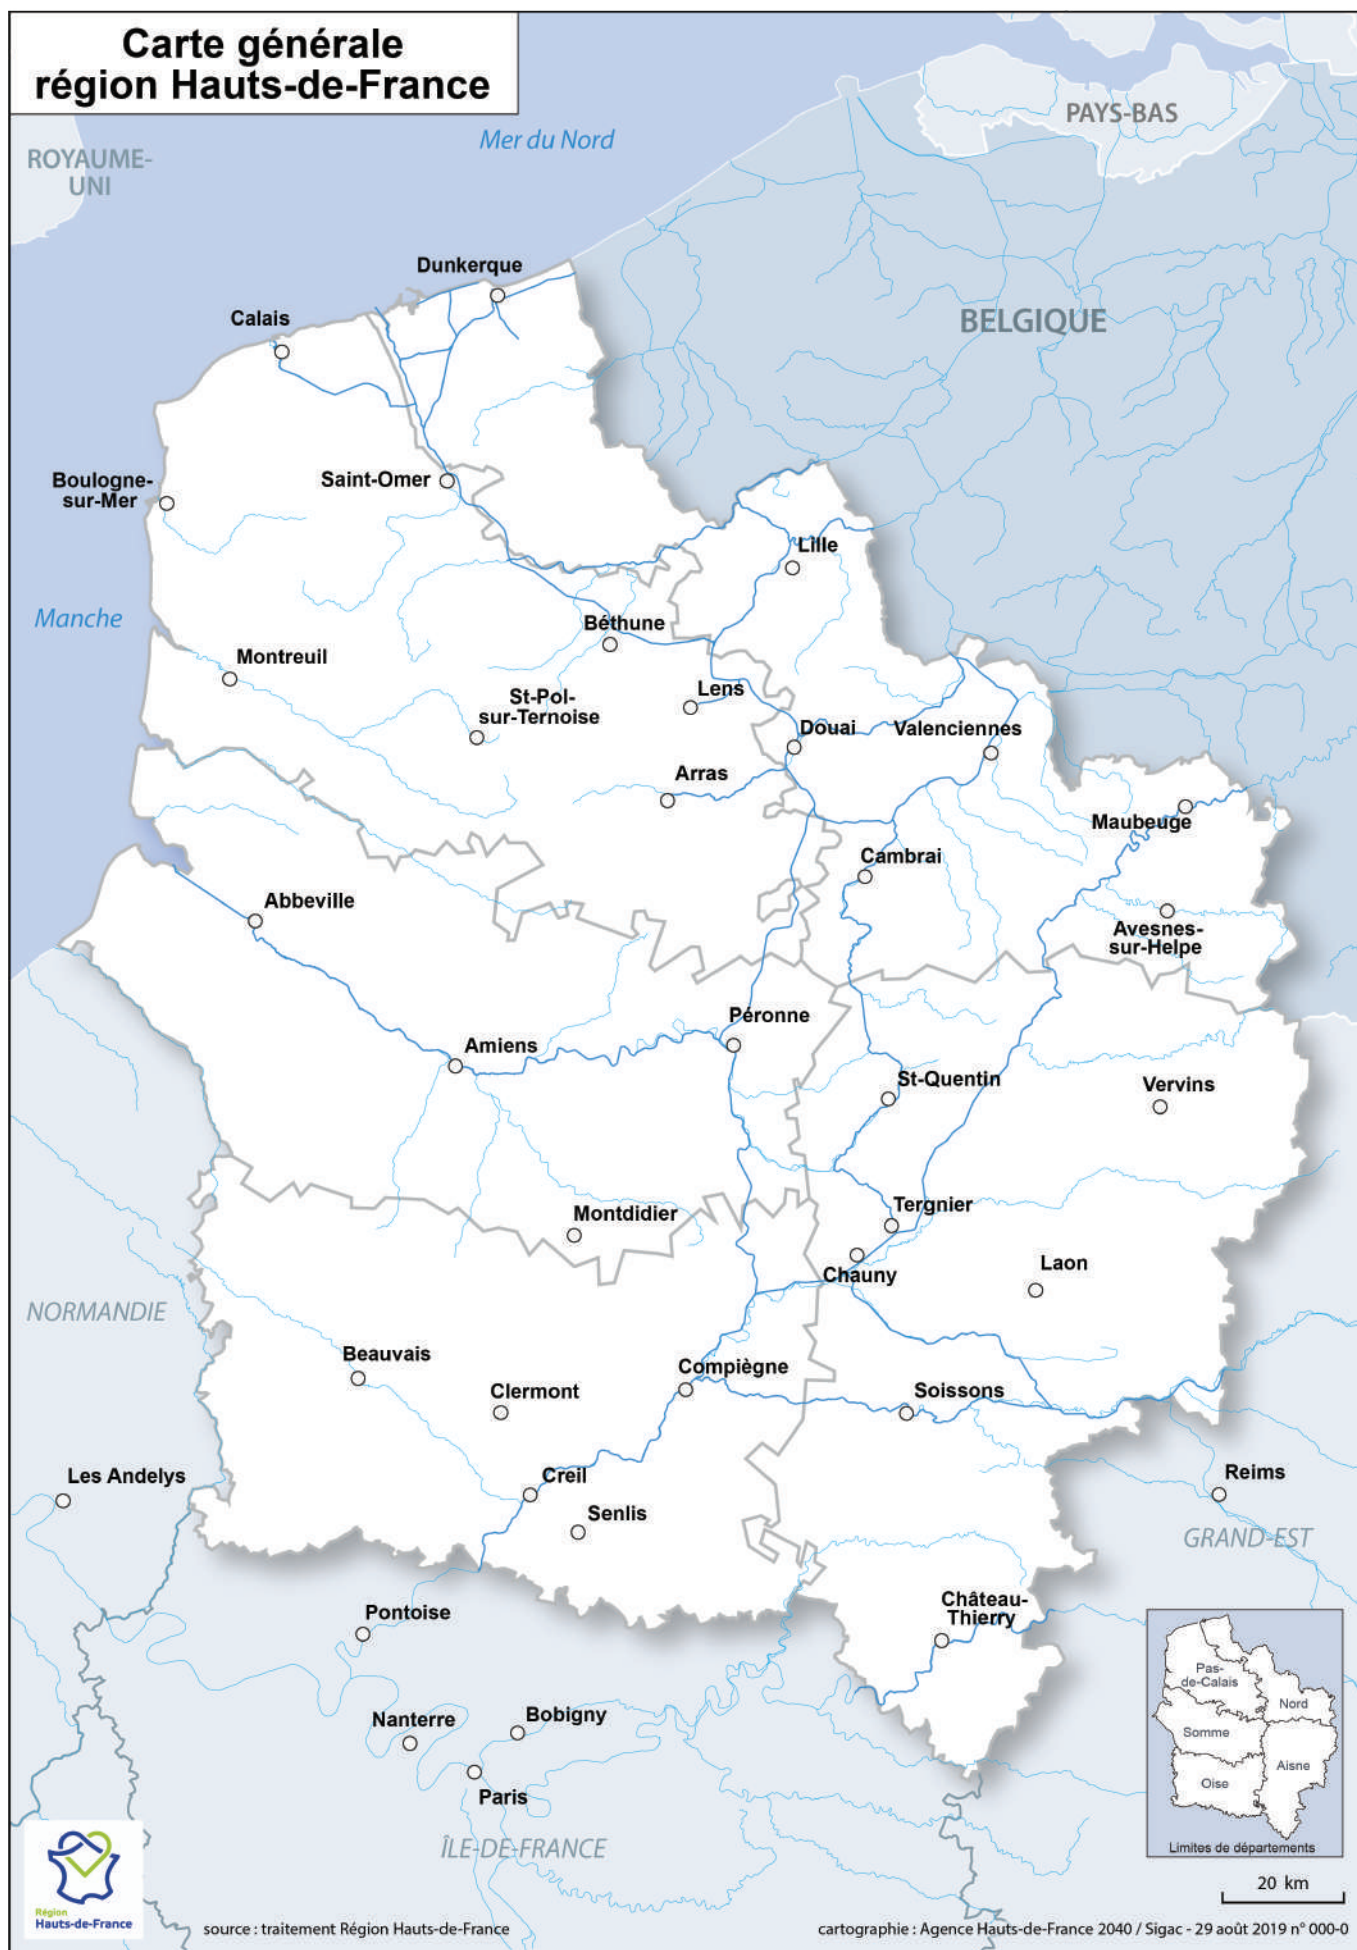 Carte générale
région Hauts-de-France
Mer du Nord
PAYS-BAS
ROYAUME-
UNI
Dunkerque
Calais
BELGIQUE
Boulogne-
sur-Mer
Saint-Omer
Lille
Manche
Béthune
Montreuil
St-Pol-
sur-Ternoise
Lens
Douai
Valenciennes
Arras
Maubeuge
Cambrai
Abbeville
Avesnes-
sur-Helpe
Péronne
Amiens
St-Quentin
Vervins
Montdidier
Tergnier
Chauny
Laon
NORMANDIE
Beauvais
Compiègne
Clermont
Soissons
Les Andelys
Creil
Reims
Senlis
GRAND-EST
Château-
Thierry
Pontoise
Nanterre
Bobigny
Paris
ÎLE-DE-FRANCE
Pas-
de-Calais
Nord
Somme
Aisne
Oise
Limites de départements
20 km
Région
Hauts-de-France
source : traitement Région Hauts-de-France
cartographie : Agence Hauts-de-France 2040 / Sigac - 29 août 2019 n° 000-0